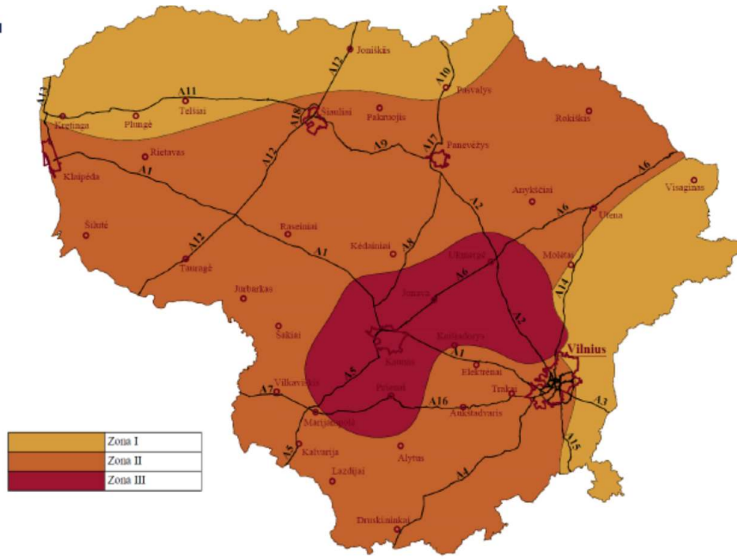 Joniškis
A12
A10
Pasvalys
A13
A11
Telšiai
Kretinga
Plungė
A18
Šiauliai
Pakruojis
Rokiškis
A12
A9
A17
Panevėžys
Rietavas
Klaipėda
A1
A6
Visaginas
A2
Anykščiai
A6
Utena
Šilutė
Raseiniai
A1
Kėdainiai
A8
A12
Tauragė
Ukmergė
Molėtai
A14
A6
Jonava
Jurbarkas
A2
Šakiai
Kaišiadorys
Kaunas
A1
Vilnius
Elektrėnai
A5
Vilkaviškis
A7
Prienai
Trakai
A16
A3
Marijampolė
Aukštadvaris
A15
A5
Kalvarija
Alytus
A4
Lazdijai
Druskininkai
Zona I
Zona II
Zona III